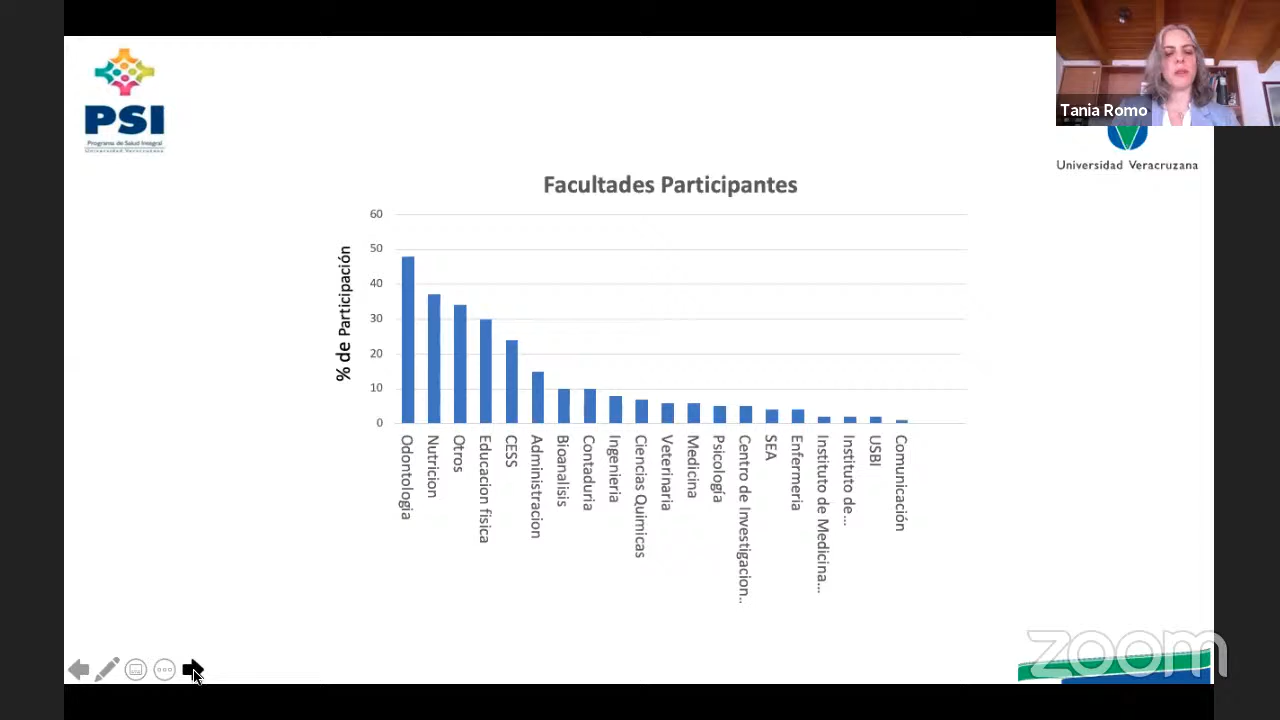 PSI
Programa de Salud Integral
Universidad Veracruzana
Tania Romo
Universidad Veracruzana
Facultades Participantes
% de Participación
60
50
40
30
20
10
0
Odontologia
Nutricion
Otros
Educacion fisica
CESS
Administracion
Bioanalisis
Contaduria
Ingenieria
Ciencias Quimicas
Veterinaria
Medicina
Psicología
Centro de Investigacion...
SEA
Enfermeria
Instituto de Medicina...
Instituto de...
USBI
Comunicación
zoom